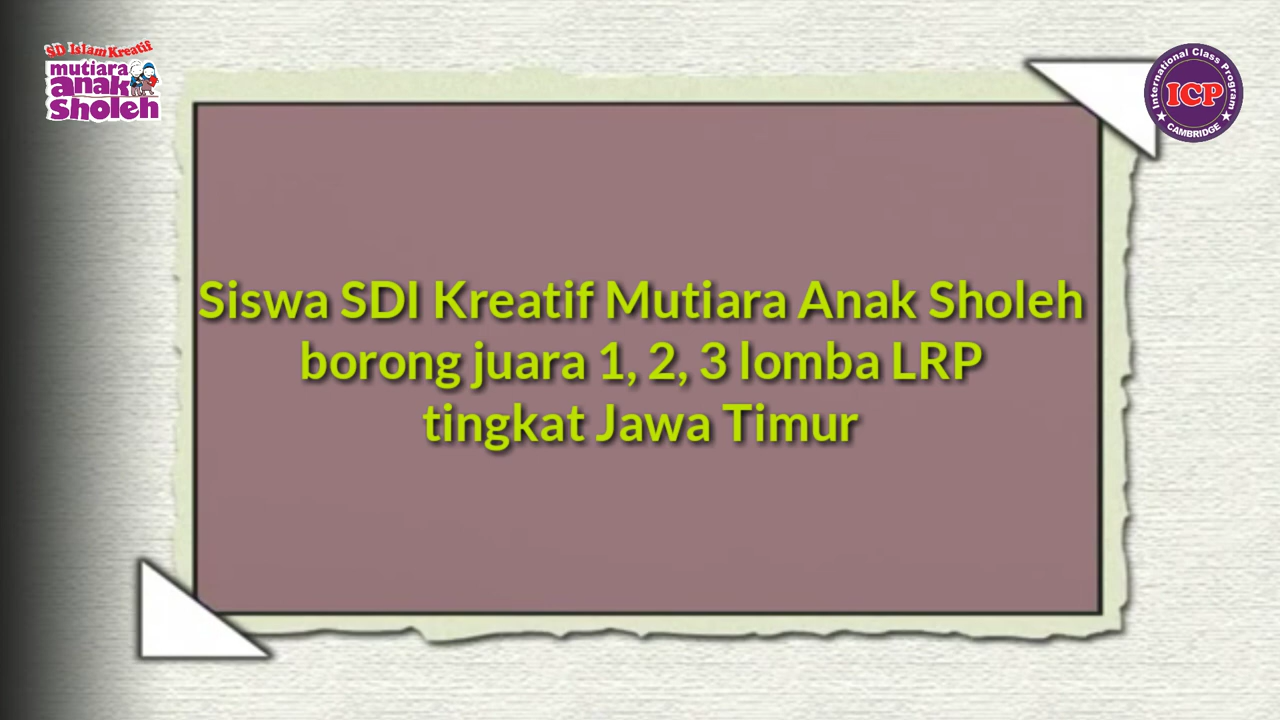 SD Islam Kreatif
mutiara
anak
Sholeh
International Class Program
ICP
CAMBRIDGE
Siswa SDI Kreatif Mutiara Anak Sholeh
borong juara 1, 2, 3 lomba LRP
tingkat Jawa Timur